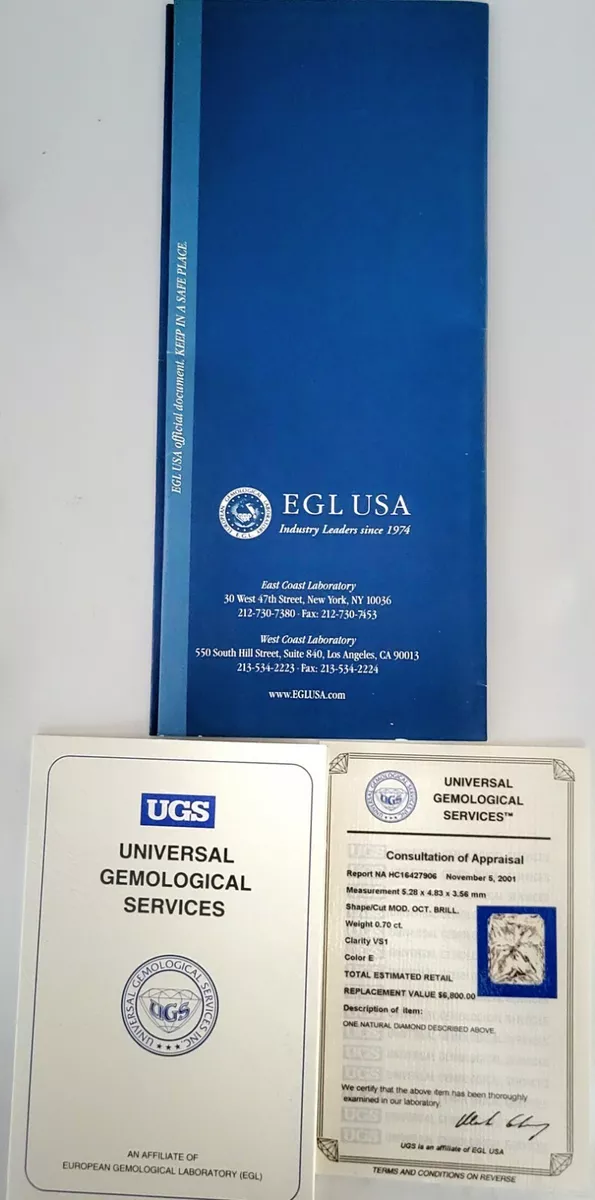 EGL USA official document. KEEP IN A SAFE PLACE.
EGL USA
Industry Leaders since 1974
East Coast Laboratory
30 West 47th Street, New York, NY 10036
212-730-7380 · Fax: 212-730-7453
West Coast Laboratory
550 South Hill Street, Suite 840, Los Angeles, CA 90013
213-534-2223 · Fax: 213-534-2224
www.EGLUSA.com
UGS
UNIVERSAL
GEMOLOGICAL
SERVICES
UNIVERSAL GEMOLOGICAL SERVICES INC.
UGS
AN AFFILIATE OF
EUROPEAN GEMOLOGICAL LABORATORY (EGL)
UGS
UNIVERSAL
GEMOLOGICAL
SERVICES™
Consultation of Appraisal
Report NA HC16427906 November 5, 2001
Measurement 5.28 x 4.83 x 3.56 mm
Shape/Cut MOD. OCT. BRILL.
Weight 0.70 ct.
Clarity VS1
Color E
TOTAL ESTIMATED RETAIL
REPLACEMENT VALUE $6,800.00
Description of item:
ONE NATURAL DIAMOND DESCRIBED ABOVE.
We certify that the above item has been thoroughly
examined in our laboratory.
UGS is an affiliate of EGL USA
TERMS AND CONDITIONS ON REVERSE